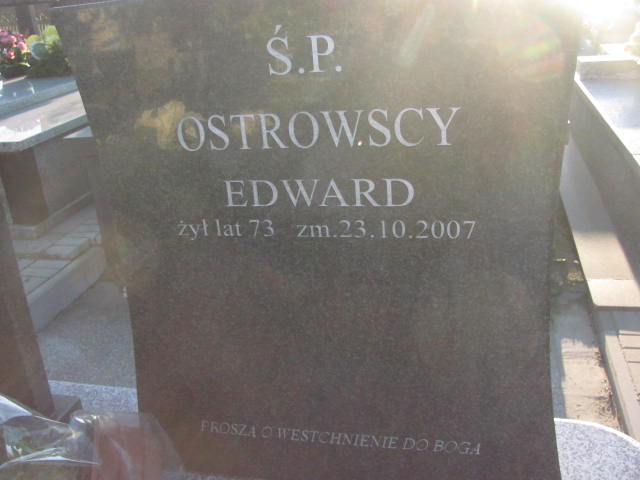 Ś.P.
OSTROWSCY
EDWARD
żył lat 73 zm.23.10.2007
PROSZĄ O WESTCHNIENIE DO BOGA